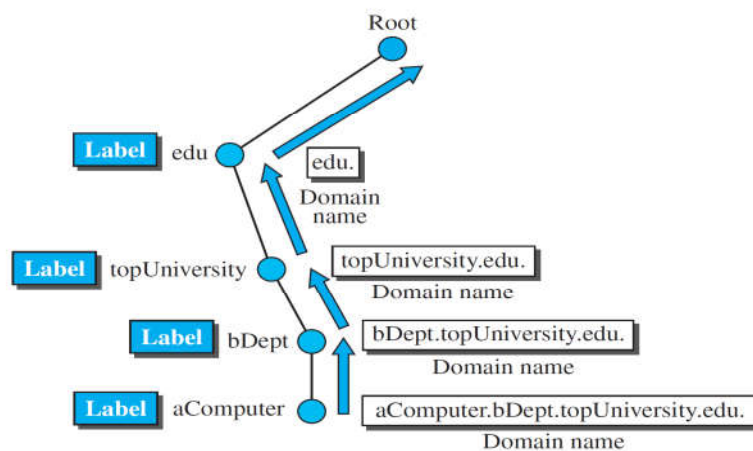 Root
Label edu
edu.
Domain
name
Label topUniversity
topUniversity.edu.
Domain name
Label bDept
bDept.topUniversity.edu.
Domain name
Label aComputer
aComputer.bDept.topUniversity.edu.
Domain name